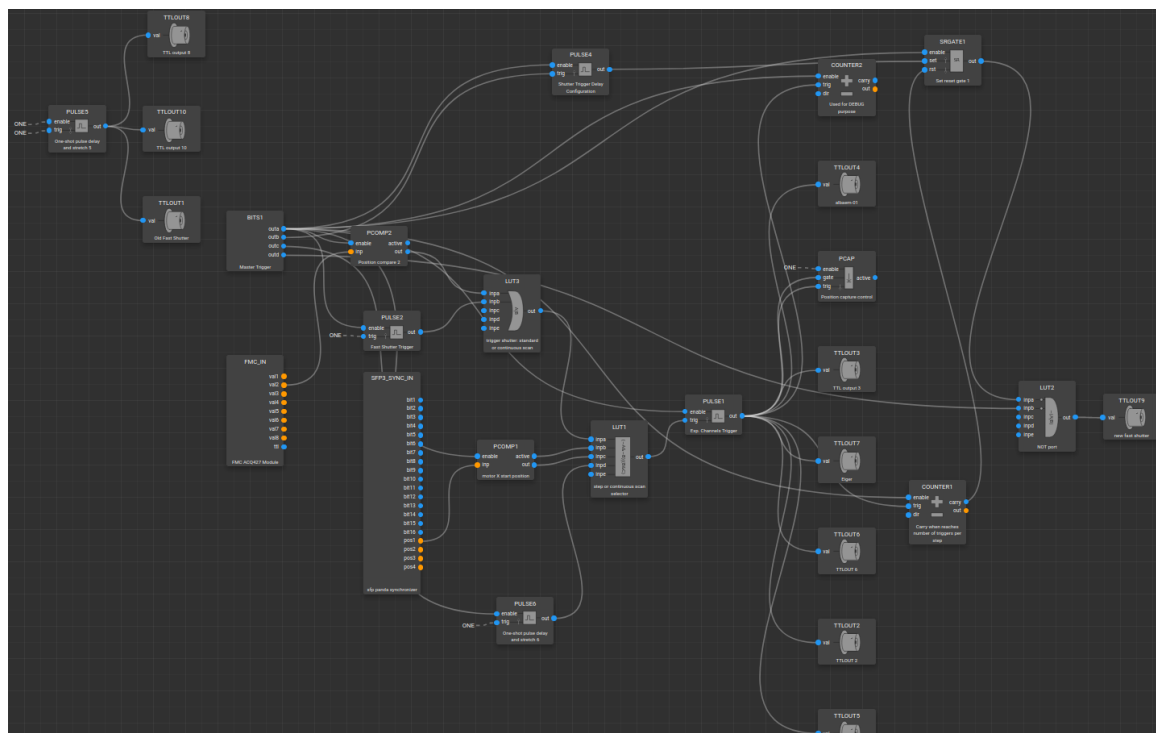 TTLOUT8
val
TTL output 8
PULSE5
ONE
enable
ONE
trig
out
One-shot pulse delay
and stretch 5
TTLOUT10
val
TTL output 10
TTLOUT1
val
Old Fast Shutter
BITS1
outa
outb
outc
outd
Master Trigger
PCOMP2
enable
active
inp
out
Position compare 2
PULSE2
enable
ONE
trig
out
Fast Shutter Trigger
FMC_IN
val1
val2
val3
val4
val5
val6
val7
val8
ttl
FMC ACQ427 Module
SFP3_SYNC_IN
bit1
bit2
bit3
bit4
bit5
bit6
bit7
bit8
bit9
bit10
bit11
bit12
bit13
bit14
bit15
bit16
pos1
pos2
pos3
pos4
sfp panda synchronizer
LUT3
inpa
inpb
inpc
inpd
inpe
out
trigger shutter: standard
or continuous scan
PCOMP1
enable
active
inp
out
motor X start position
PULSE6
enable
ONE
trig
out
One-shot pulse delay
and stretch 6
PULSE4
enable
trig
out
Shutter Trigger Delay
Configuration
LUT1
inpa
inpb
inpc
inpd
inpe
out
step or continuous scan
selector
PULSE1
enable
trig
out
Exp. Channels Trigger
COUNTER2
enable
trig
dir
carry
out
Used for DEBUG
purpose
TTLOUT4
val
PCAP
ONE
enable
gate
trig
active
Position capture control
TTLOUT3
val
TTL output 3
TTLOUT7
val
Eiger
TTLOUT6
val
TTLOUT 6
TTLOUT2
val
TTLOUT 2
TTLOUT5
val
SRGATE1
enable
set
rst
out
Set reset gate 1
COUNTER1
enable
trig
dir
carry
out
Carry when reaches
number of triggers per
step
LUT2
inpa
inpb
inpc
inpd
inpe
out
NOT port
TTLOUT9
val
new fast shutter